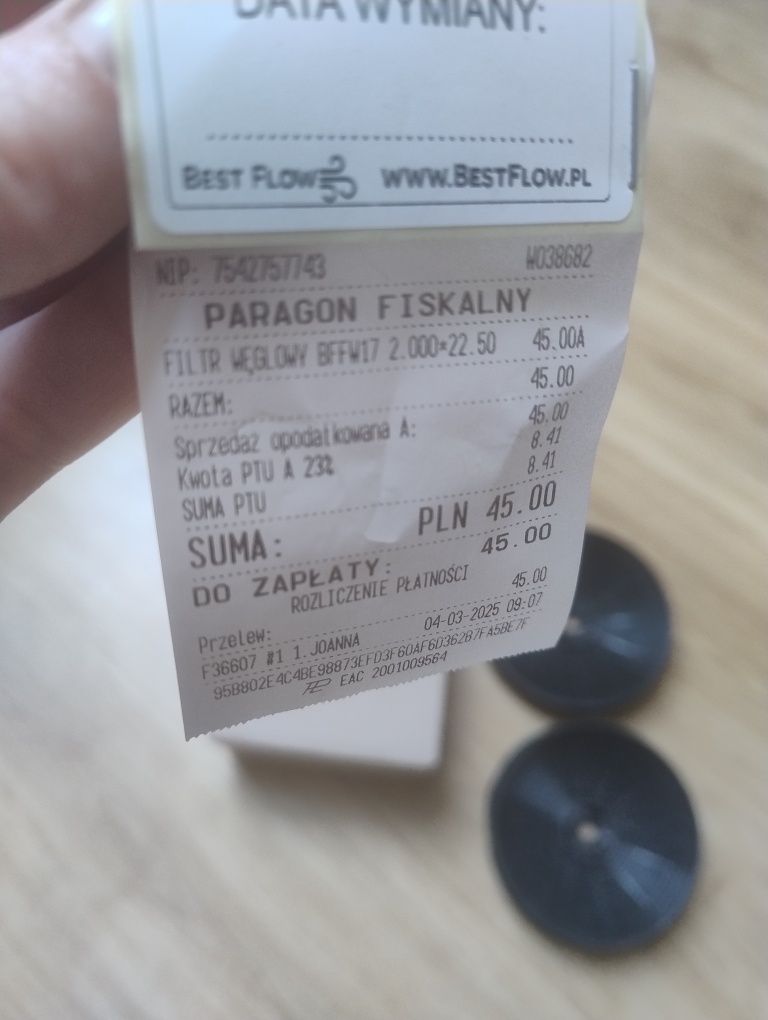 DATA WYMIANY:
BEST FLOW WWW.BESTFLOW.PL
NIP: 7542757743 W038682
PARAGON FISKALNY
FILTR WĘGLOWY BFFW17 2.000*22.50 45.00A
RAZEM: 45.00
Sprzedaż opodatkowana A: 45.00
Kwota PTU A 23% 8.41
SUMA PTU 8.41
SUMA: PLN 45.00
DO ZAPŁATY: 45.00
ROZLICZENIE PŁATNOŚCI
Przelew: 45.00
F36607 #1 1.JOANNA 04-03-2025 09:07
95B802E4C4BE98873EFD3F60AF6D36287FA5BE7F
EAC 2001009564